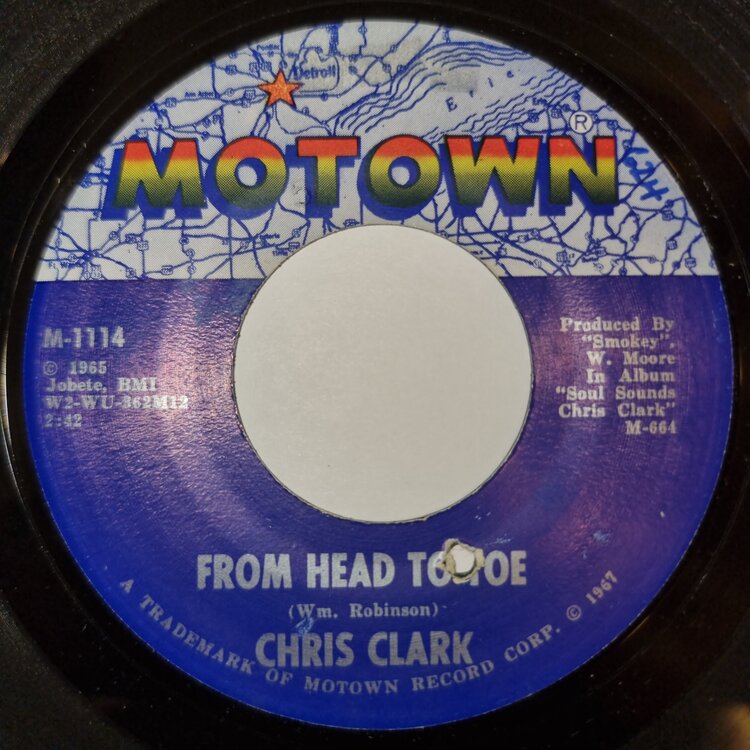 Detroit
Erie
MOTOWN®
M-1114
© 1965
Jobete, BMI
W2-WU-862M12
2:42
Produced By
"Smokey",
W. Moore
In Album
"Soul Sounds
Chris Clark"
M-664
FROM HEAD TO TOE
(Wm. Robinson)
CHRIS CLARK
A TRADEMARK OF MOTOWN RECORD CORP. © 1967